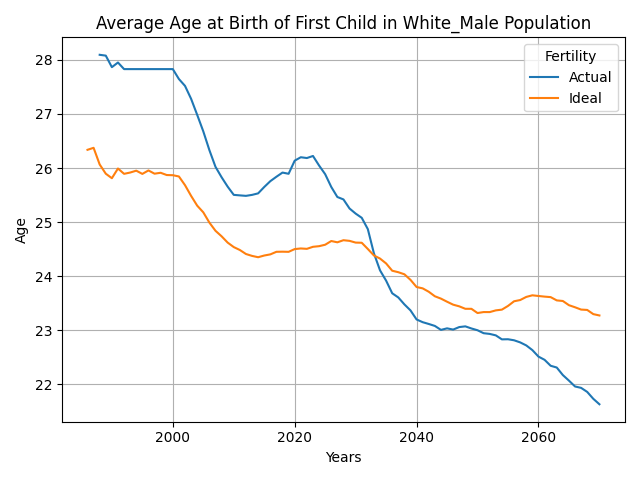 Average Age at Birth of First Child in White_Male Population
Fertility
Actual
Ideal
28
27
26
25
24
23
22
Age
2000
2020
2040
2060
Years